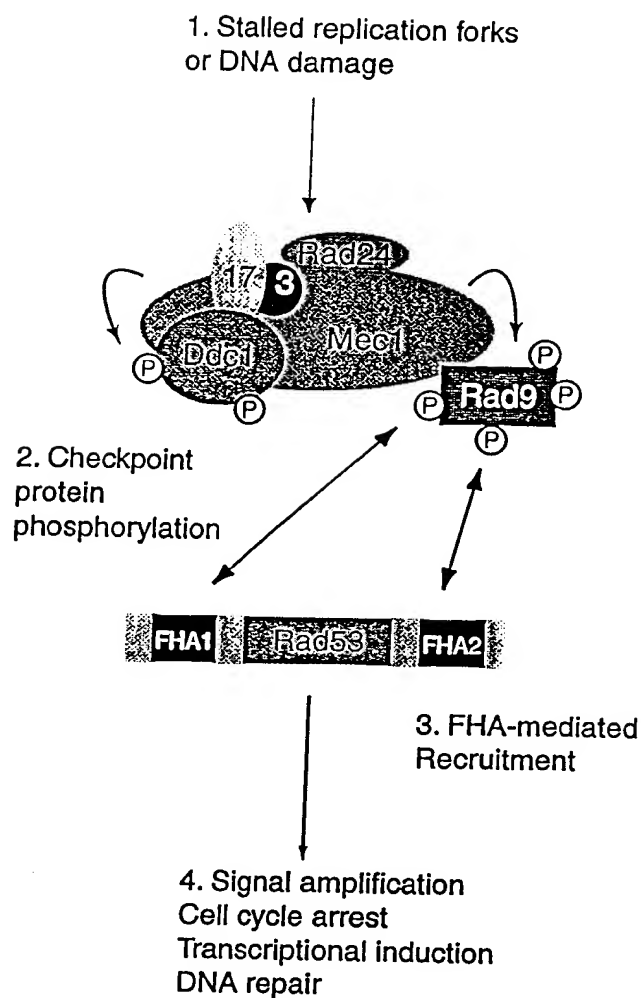 1. Stalled replication forks
or DNA damage
17
3
Rad24
Ddc1
Mec1
P
P
P
P
P
P
Rad9
2. Checkpoint
protein
phosphorylation
FHA1
Rad53
FHA2
3. FHA-mediated
Recruitment
4. Signal amplification
Cell cycle arrest
Transcriptional induction
DNA repair